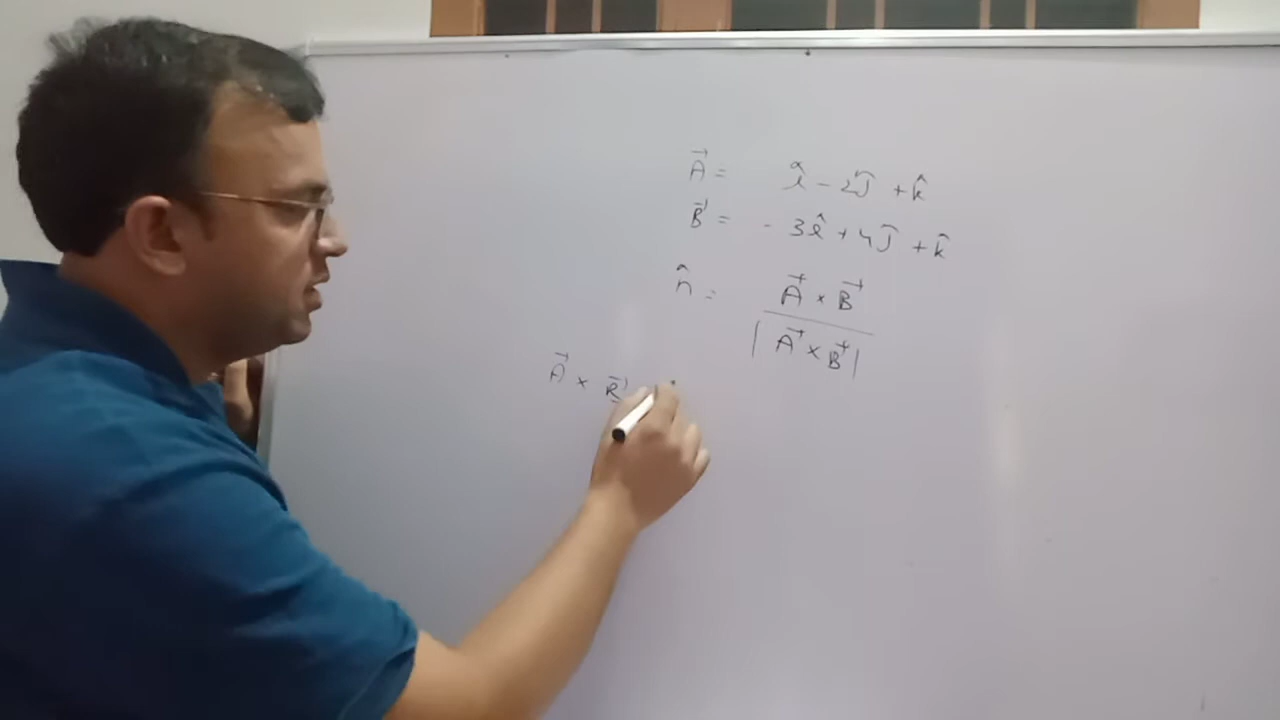 A⃗ = î - 2ĵ + k̂
B⃗ = - 3î + 4ĵ + k̂
n̂ = A⃗ × B⃗
| A⃗ × B⃗ |
A⃗ × B⃗